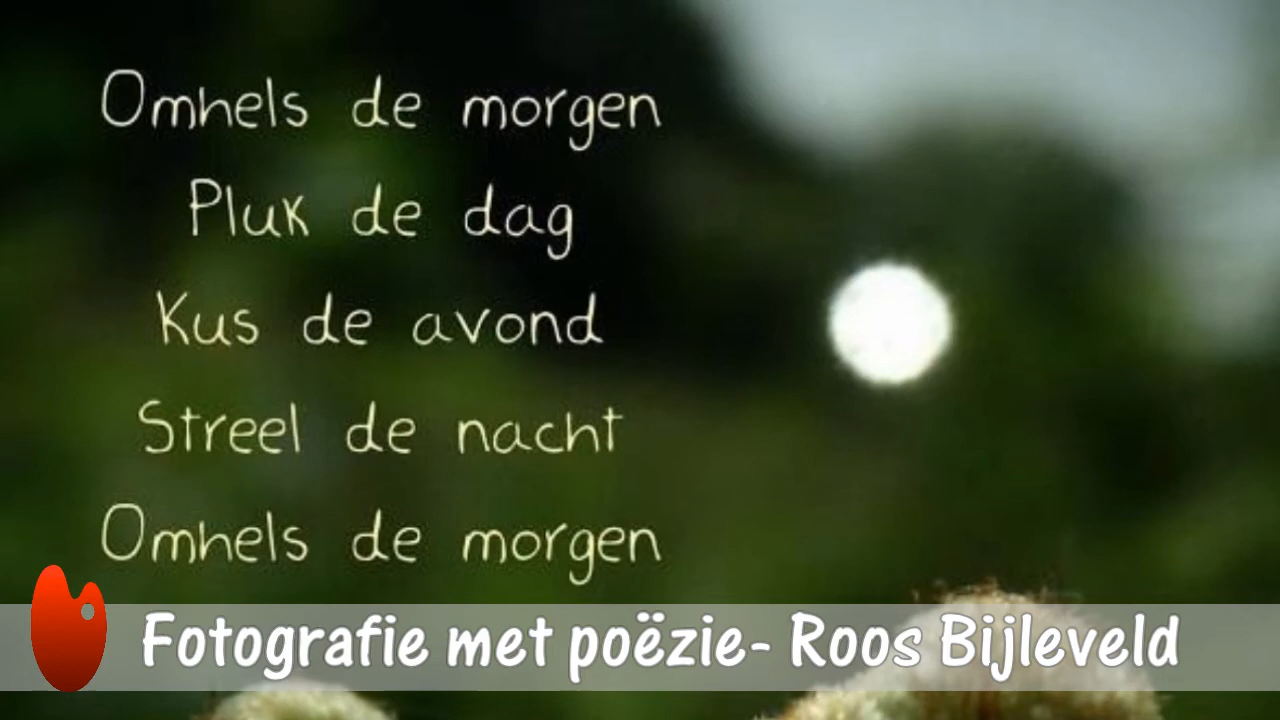 Omhels de morgen
Pluk de dag
Kus de avond
Streel de nacht
Omhels de morgen
Fotografie met poëzie- Roos Bijleveld